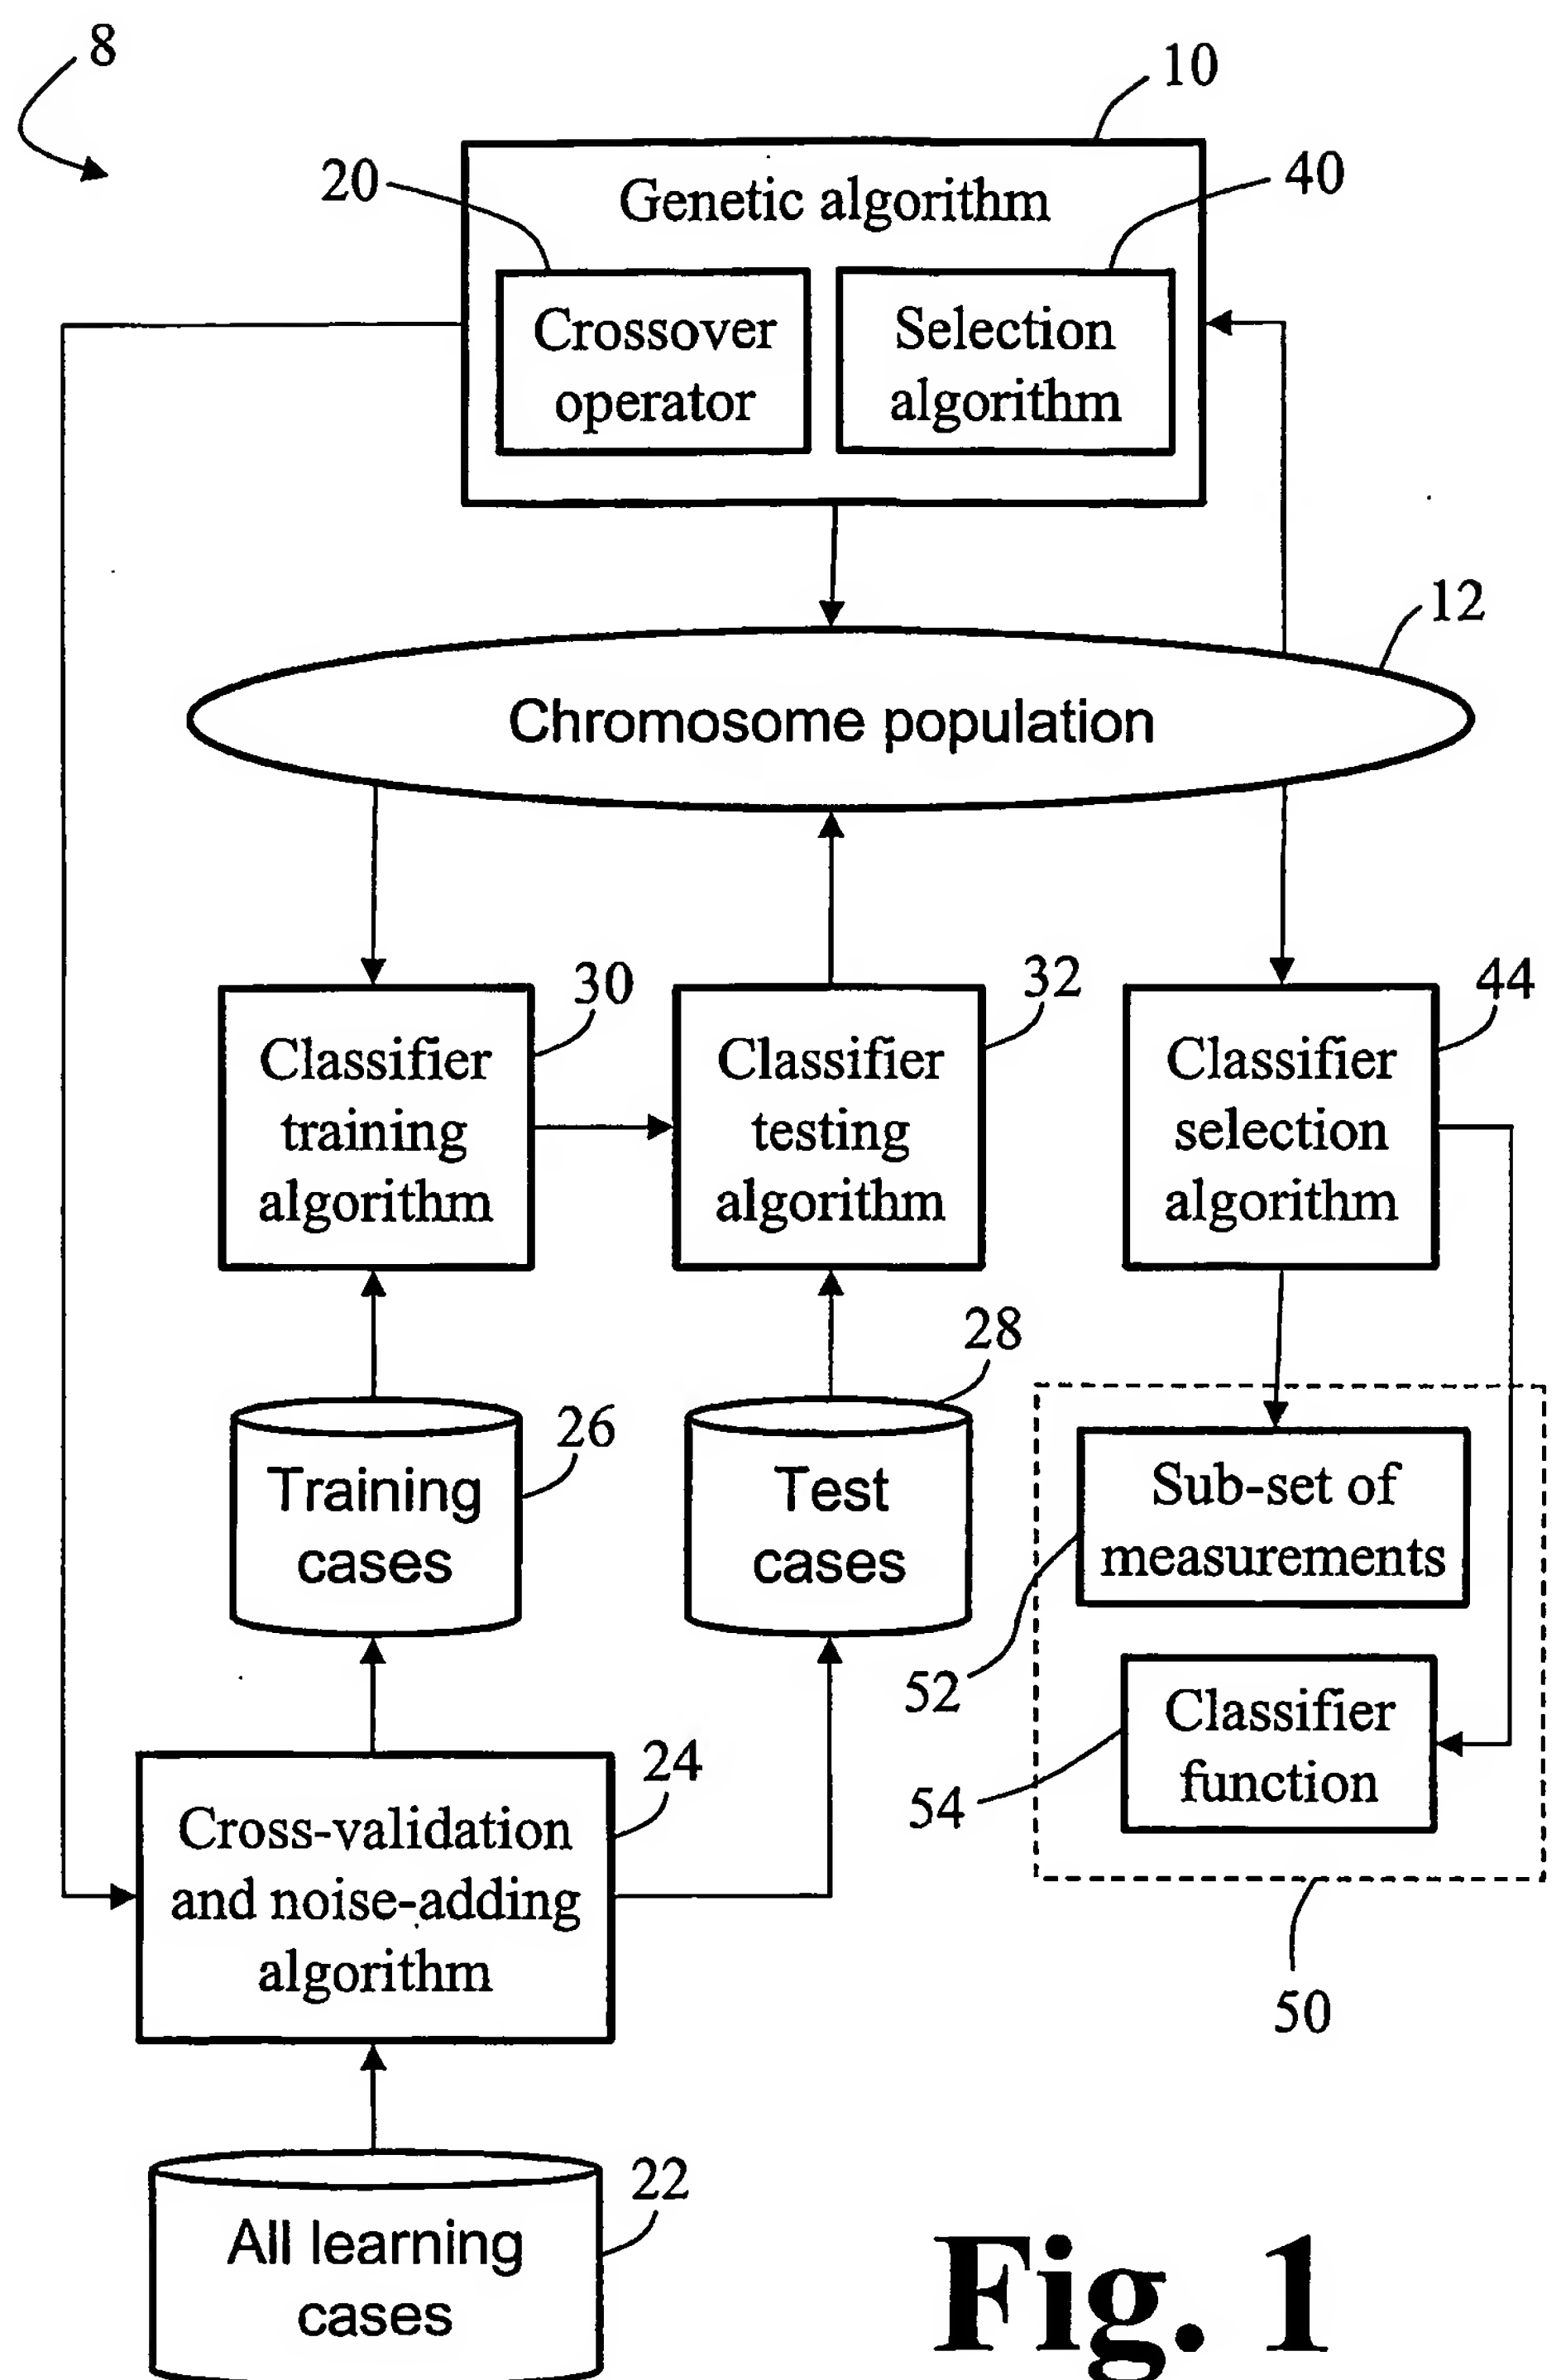 8
10
20
40
Genetic algorithm
Crossover
operator
Selection
algorithm
12
Chromosome population
30
32
44
Classifier
training
algorithm
Classifier
testing
algorithm
Classifier
selection
algorithm
28
26
Training
cases
Test
cases
Sub-set of
measurements
52
Classifier
function
54
24
Cross-validation
and noise-adding
algorithm
50
22
All learning
cases
Fig. 1